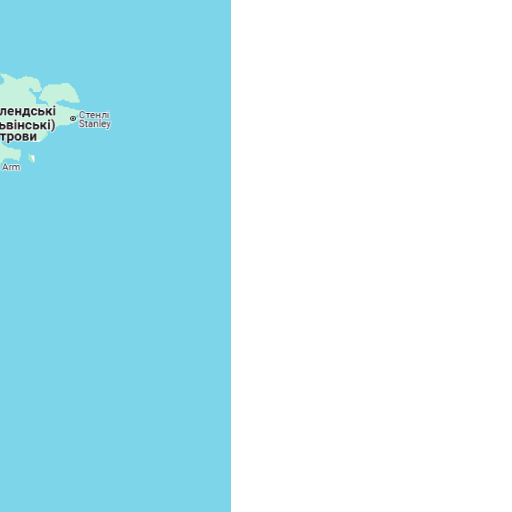 лендські
ьвінські)
трови
Стенлі
Stanley
Arm